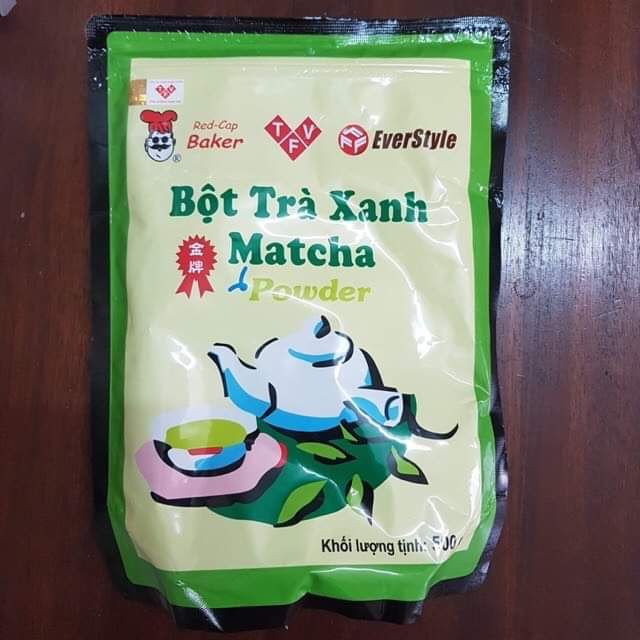 Red-Cap
Baker
®
TFV
EverStyle
Bột Trà Xanh
金牌
Matcha
Powder
Khối lượng tịnh: 500